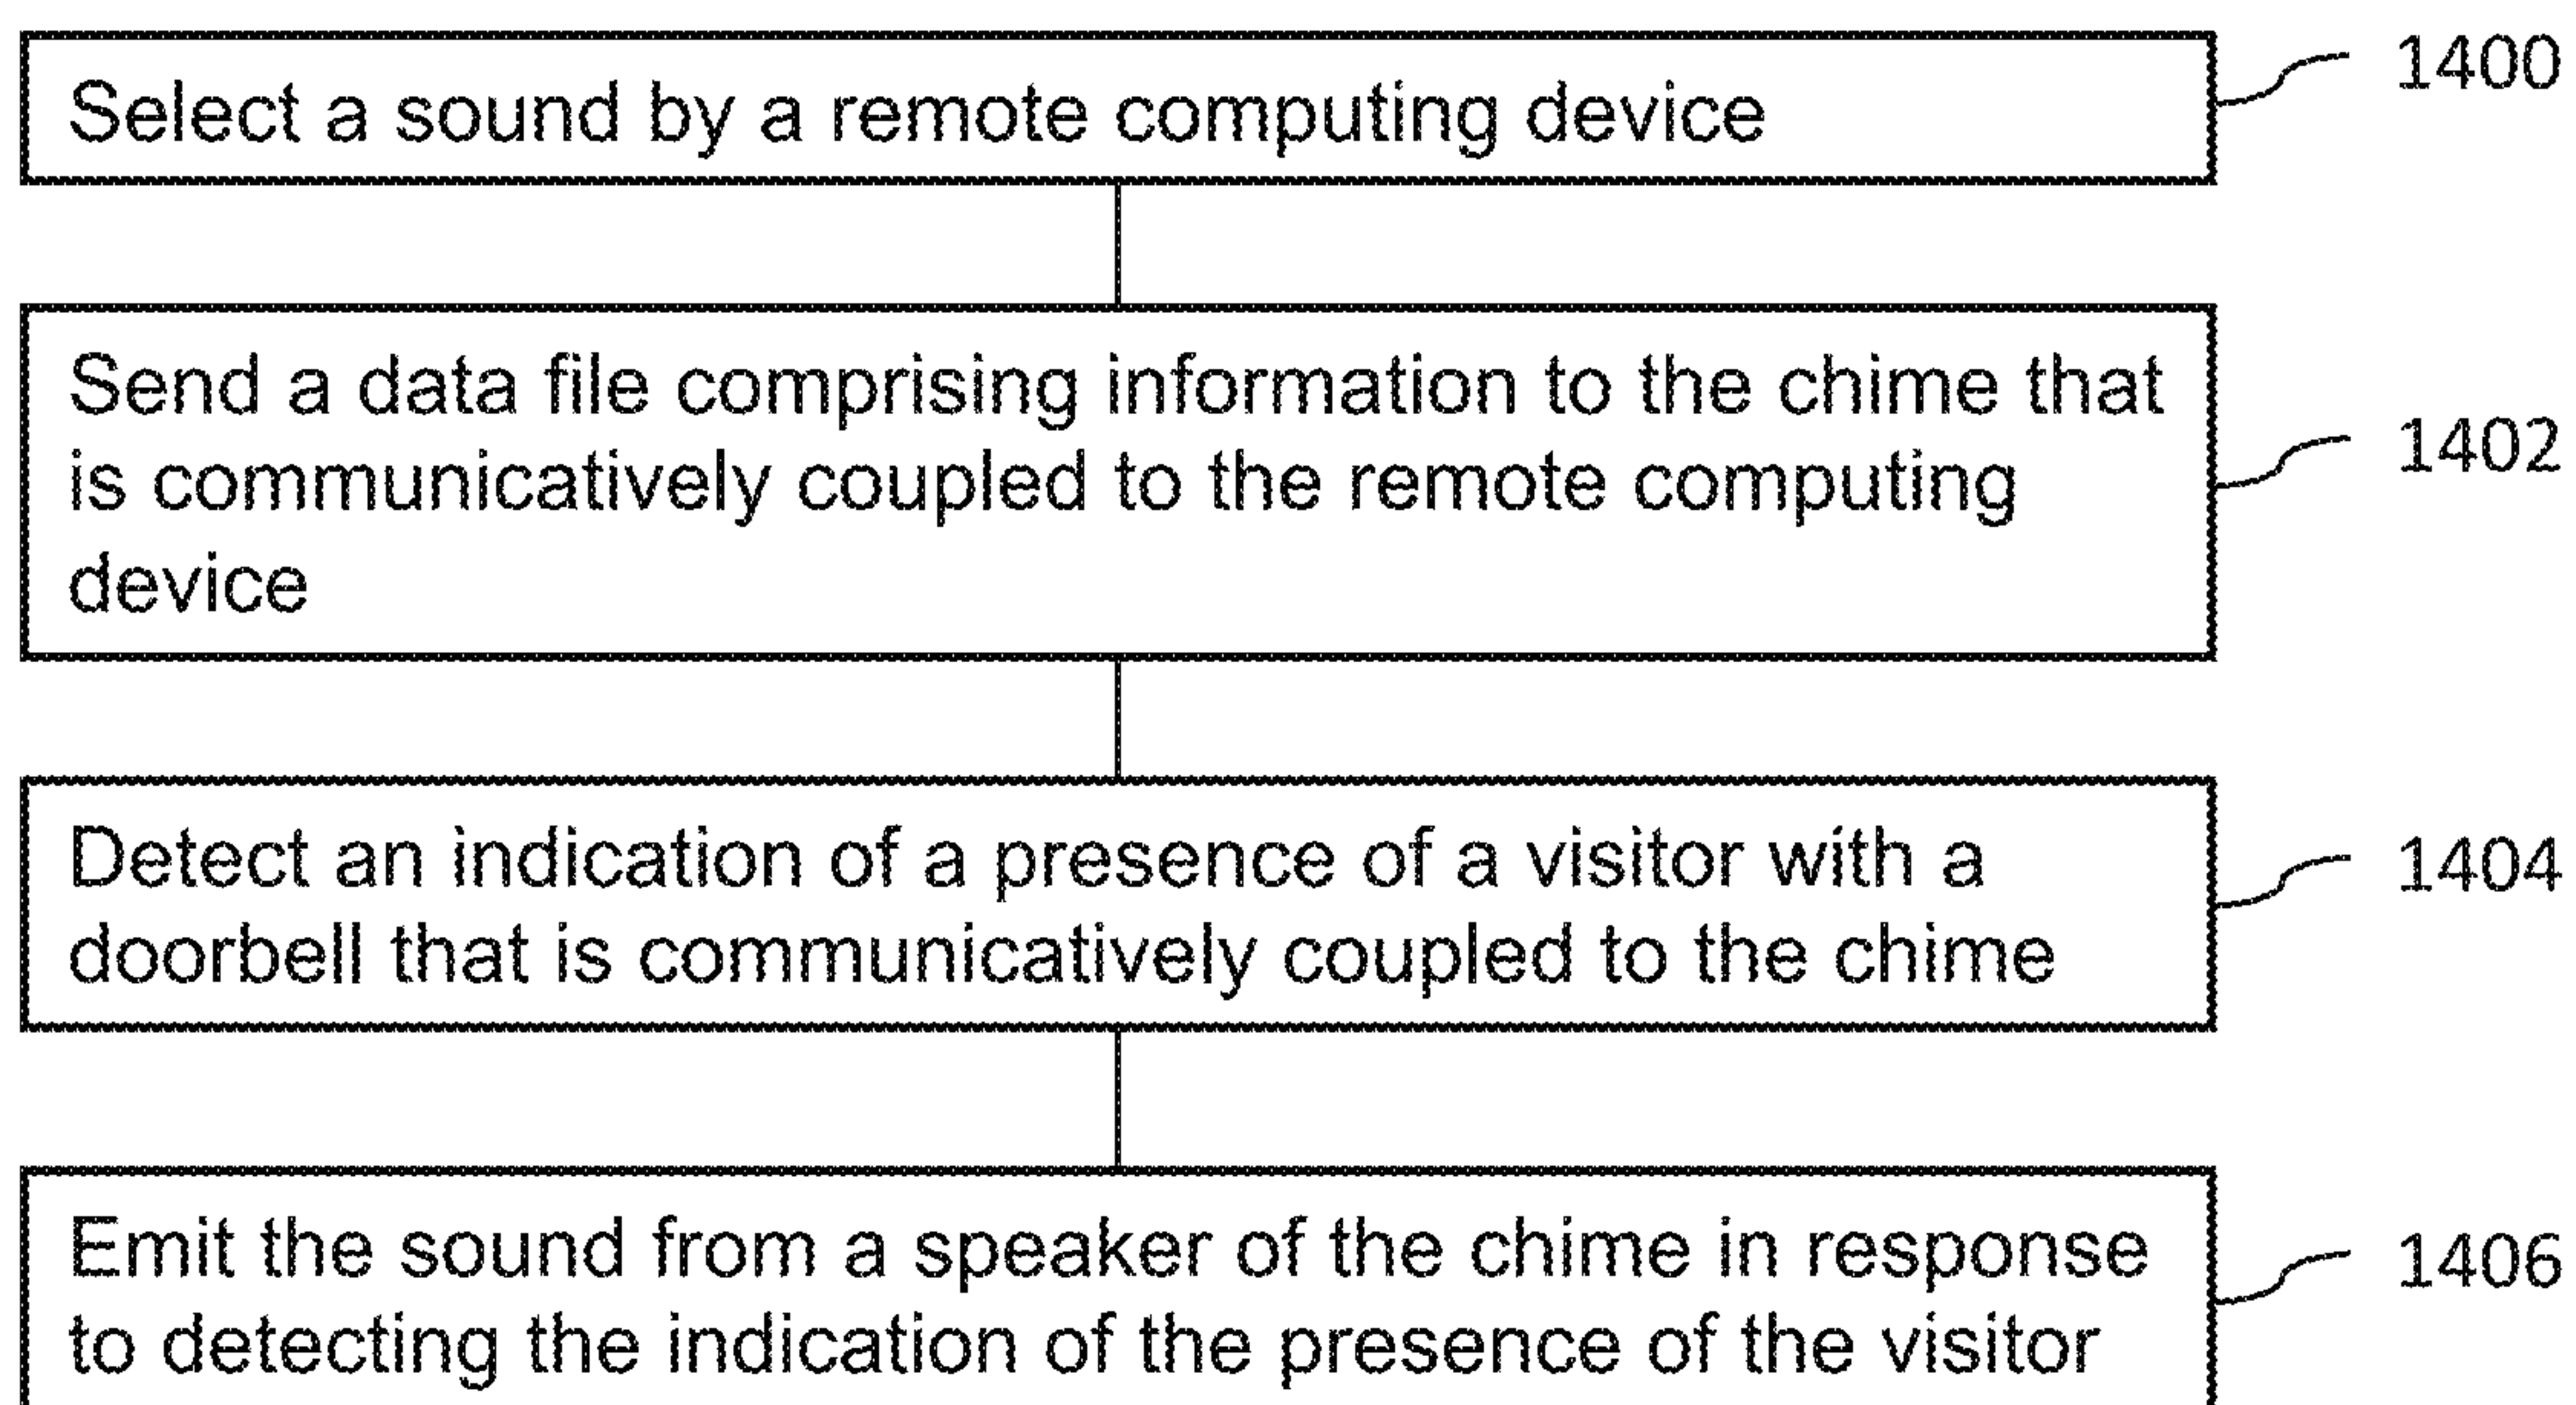 Select a sound by a remote computing device
1400
Send a data file comprising information to the chime that
is communicatively coupled to the remote computing
device
1402
Detect an indication of a presence of a visitor with a
doorbell that is communicatively coupled to the chime
1404
Emit the sound from a speaker of the chime in response
to detecting the indication of the presence of the visitor
1406